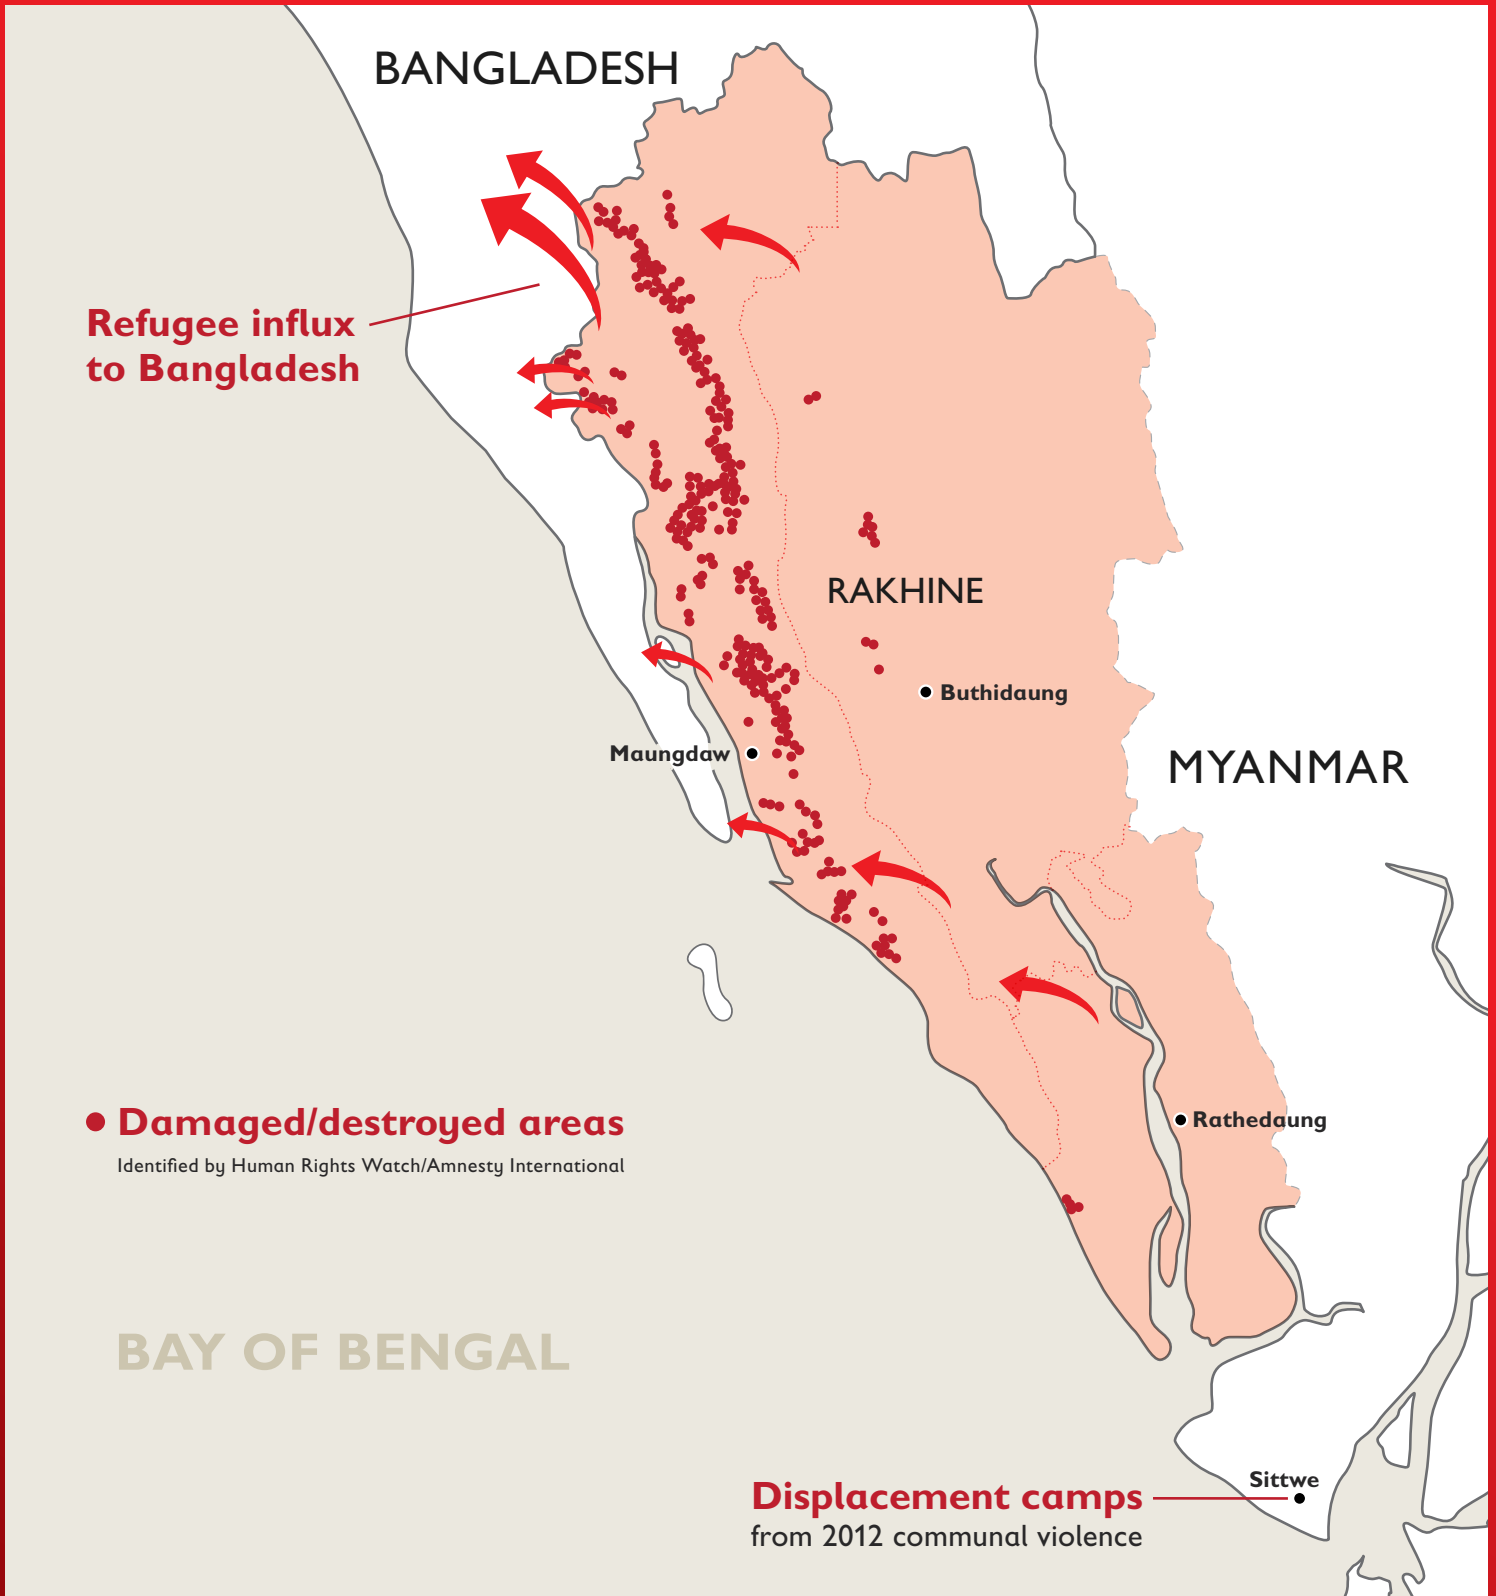 BANGLADESH
Refugee influx
to Bangladesh
RAKHINE
Buthidaung
Maungdaw
MYANMAR
Damaged/destroyed areas
Identified by Human Rights Watch/Amnesty International
Rathedaung
BAY OF BENGAL
Sittwe
Displacement camps
from 2012 communal violence